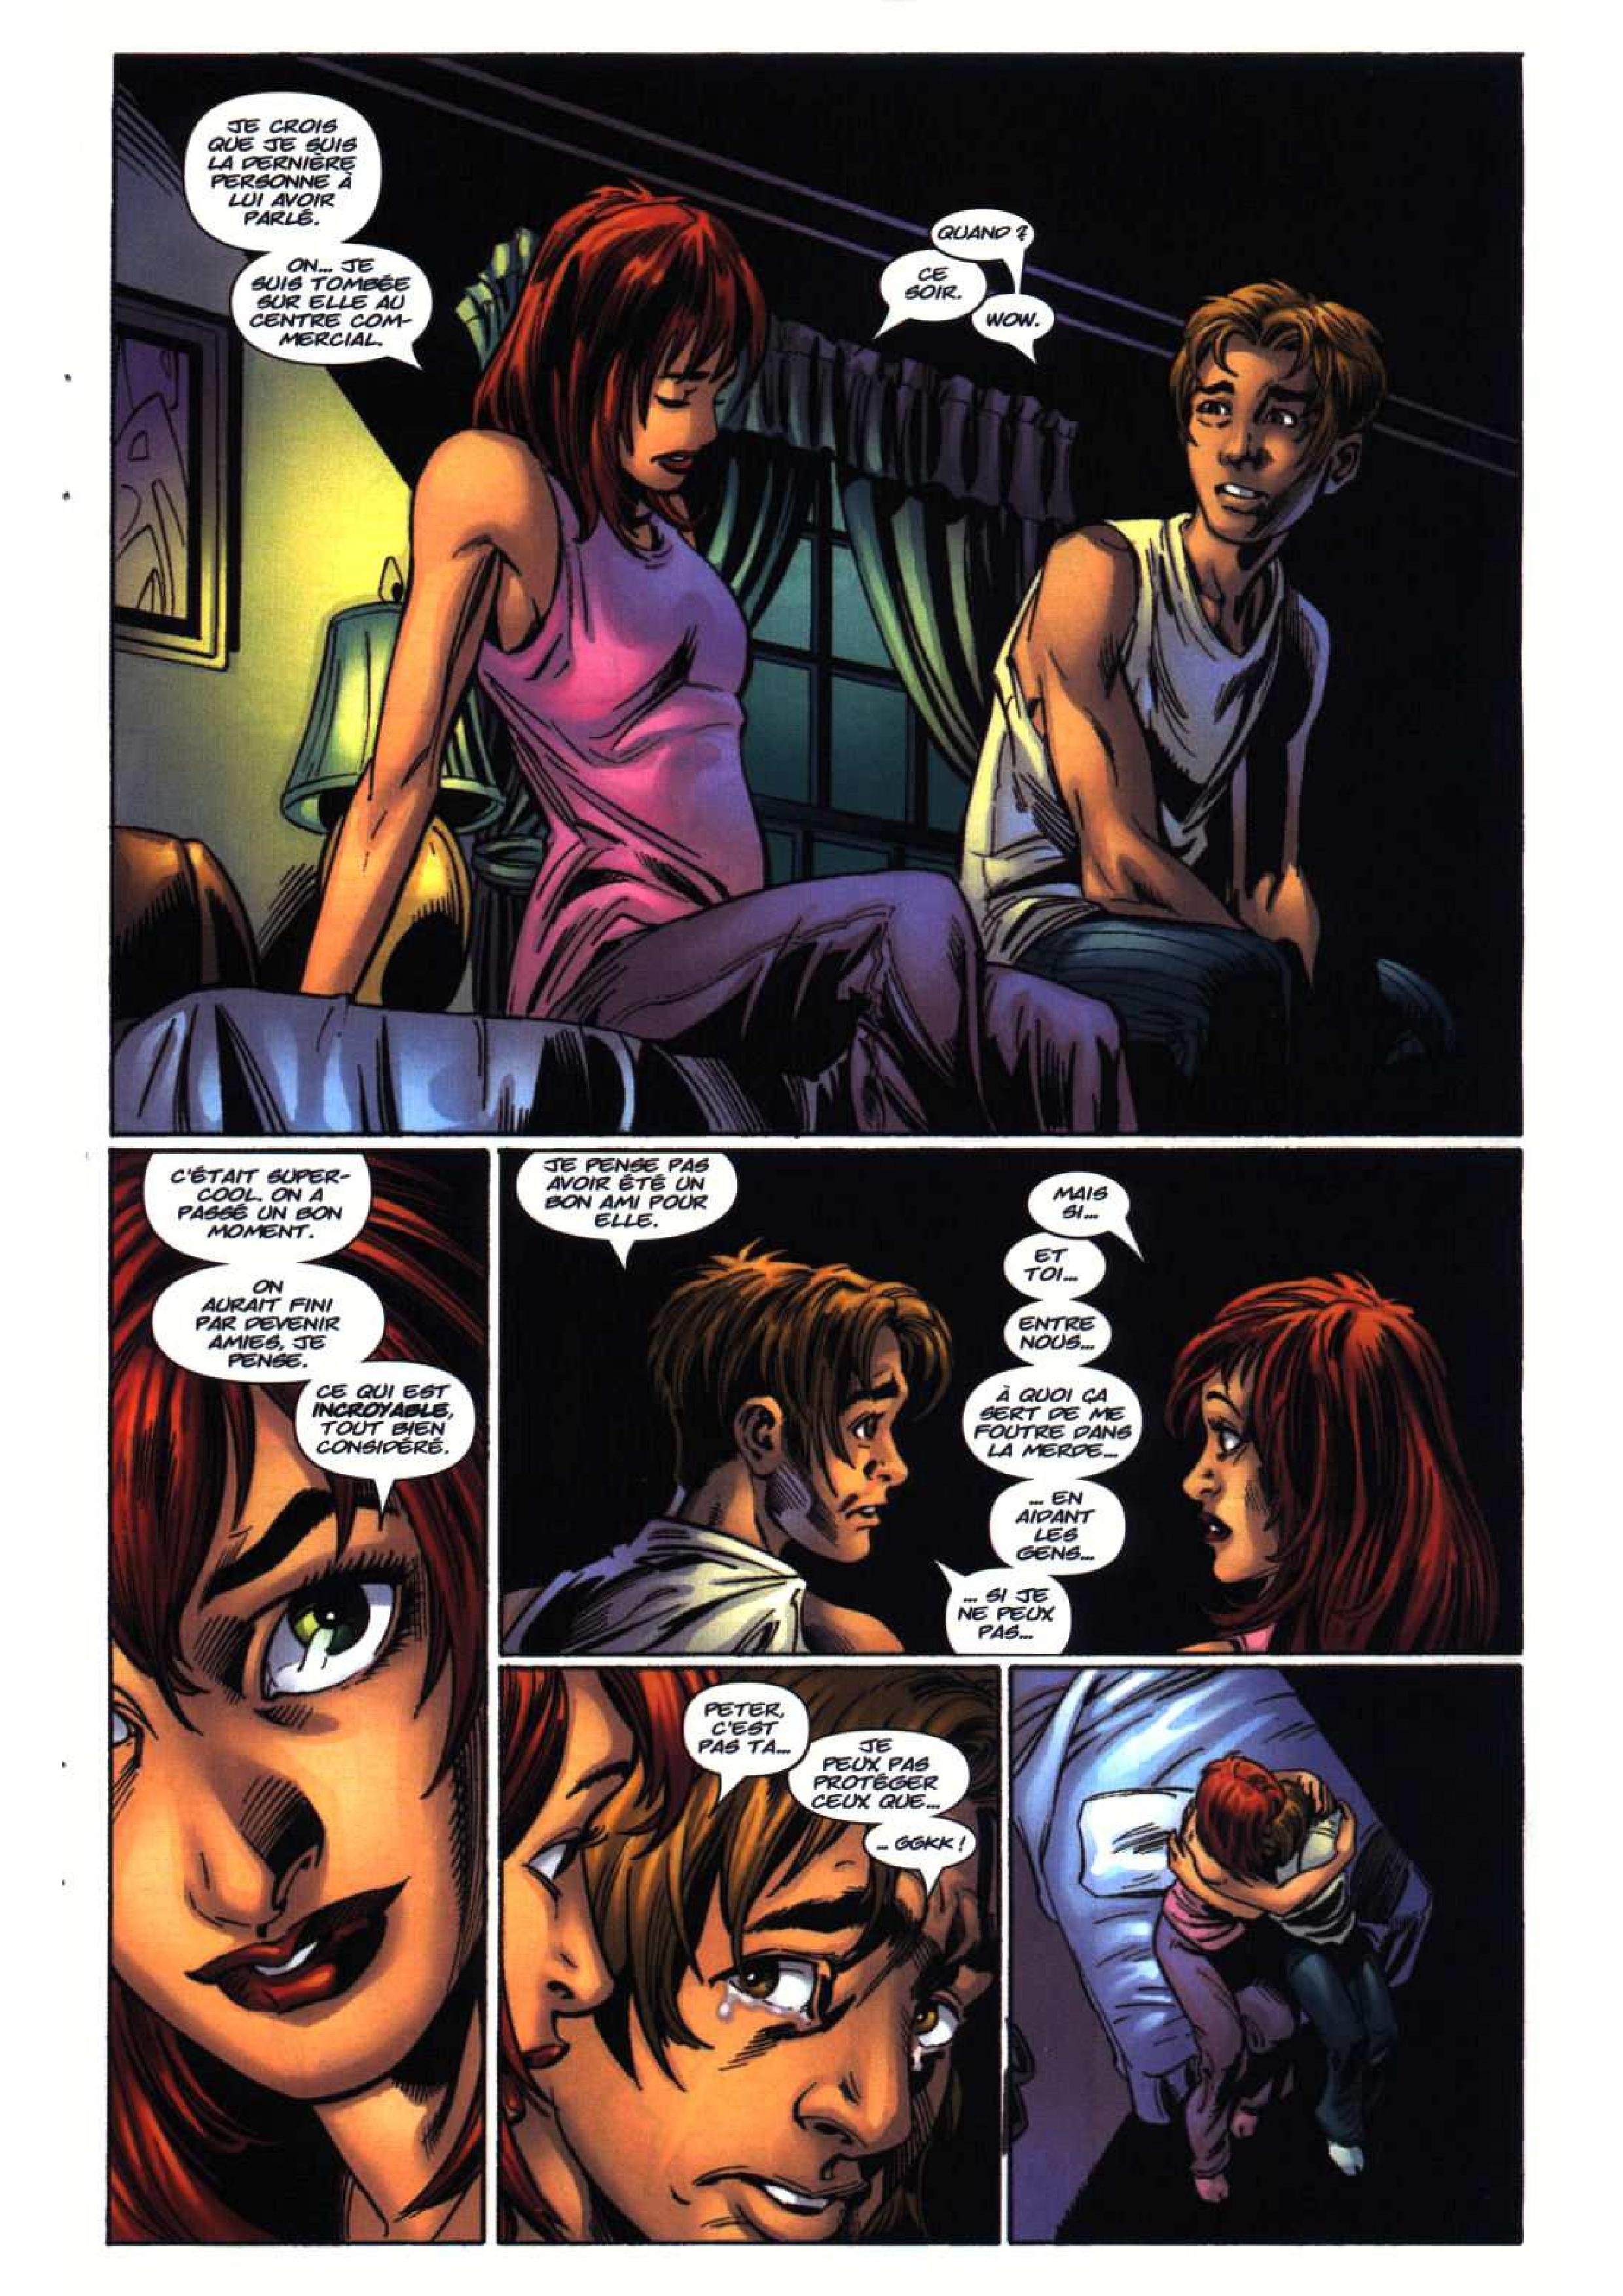 JE CROIS
QUE JE SUIS
LA DERNIÈRE
PERSONNE À
LUI AVOIR
PARLÉ.
ON... JE
SUIS TOMBÉE
SUR ELLE AU
CENTRE COM-
MERCIAL.
QUAND ?
CE
SOIR.
WOW.
C'ÉTAIT SUPER-
COOL. ON A
PASSÉ UN BON
MOMENT.
ON
AURAIT FINI
PAR DEVENIR
AMIES, JE
PENSE.
CE QUI EST
INCROYABLE,
TOUT BIEN
CONSIDÉRÉ.
JE PENSE PAS
AVOIR ÉTÉ UN
BON AMI POUR
ELLE.
MAIS
SI...
ET
TOI...
ENTRE
NOUS...
À QUOI ÇA
SERT DE ME
FOUTRE DANS
LA MERDE...
... EN
AIDANT
LES
GENS...
... SI JE
NE PEUX
PAS...
PETER,
C'EST
PAS TA...
JE
PEUX PAS
PROTÉGER
CEUX QUE...
... GGKK !